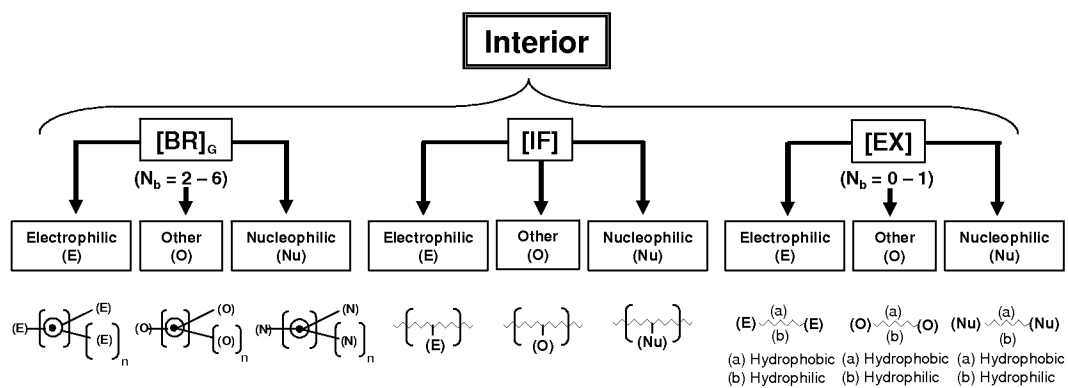 Interior
[BR]G
[IF]
[EX]
(Nb = 2 – 6)
(Nb = 0 – 1)
Electrophilic
(E)
Other
(O)
Nucleophilic
(Nu)
Electrophilic
(E)
Other
(O)
Nucleophilic
(Nu)
Electrophilic
(E)
Other
(O)
Nucleophilic
(Nu)
(E) (E) (E) n
(O) (O) (O) n
(N) (N) (N) n
(E)
(O)
(Nu)
(E) (a) (E)
(b)
(a) Hydrophobic
(b) Hydrophilic
(O) (a) (O)
(b)
(a) Hydrophobic
(b) Hydrophilic
(Nu) (a) (Nu)
(b)
(a) Hydrophobic
(b) Hydrophilic